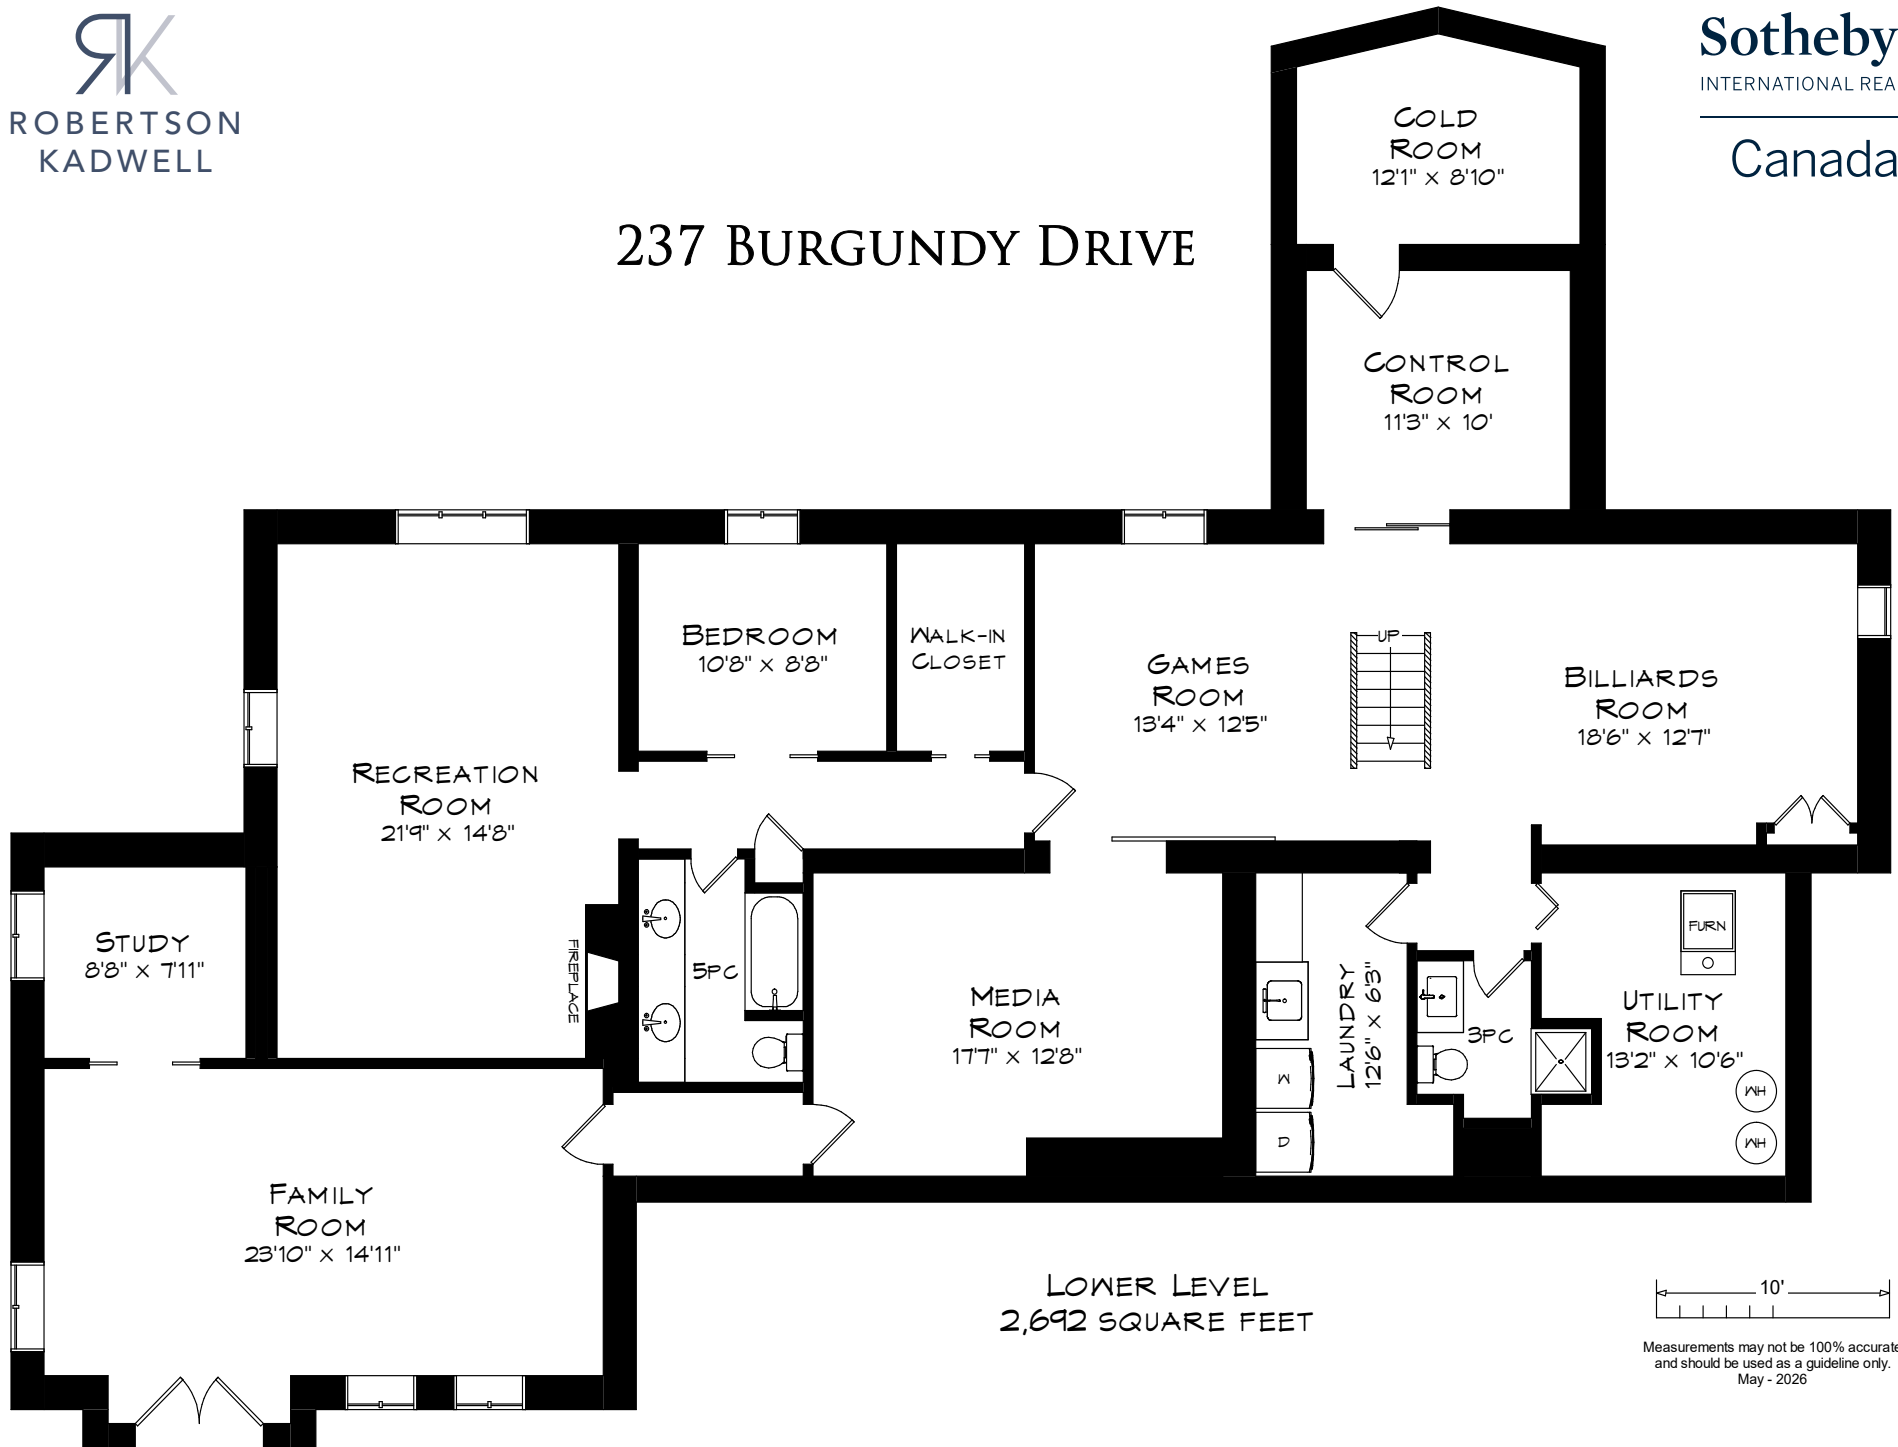 RK
ROBERTSON
KADWELL
Sotheby
INTERNATIONAL REA
Canada
237 BURGUNDY DRIVE
COLD
ROOM
12'1" x 8'10"
CONTROL
ROOM
11'3" x 10'
BEDROOM
10'8" x 8'8"
WALK-IN
CLOSET
UP
GAMES
ROOM
13'4" x 12'5"
BILLIARDS
ROOM
18'6" x 12'7"
RECREATION
ROOM
21'9" x 14'8"
STUDY
8'8" x 7'11"
FIREPLACE
5PC
MEDIA
ROOM
17'7" x 12'8"
LAUNDRY
12'6" x 6'3"
W
D
3PC
FURN
UTILITY
ROOM
13'2" x 10'6"
WH
WH
FAMILY
ROOM
23'10" x 14'11"
LOWER LEVEL
2,692 SQUARE FEET
10'
Measurements may not be 100% accurate
and should be used as a guideline only.
May - 2026